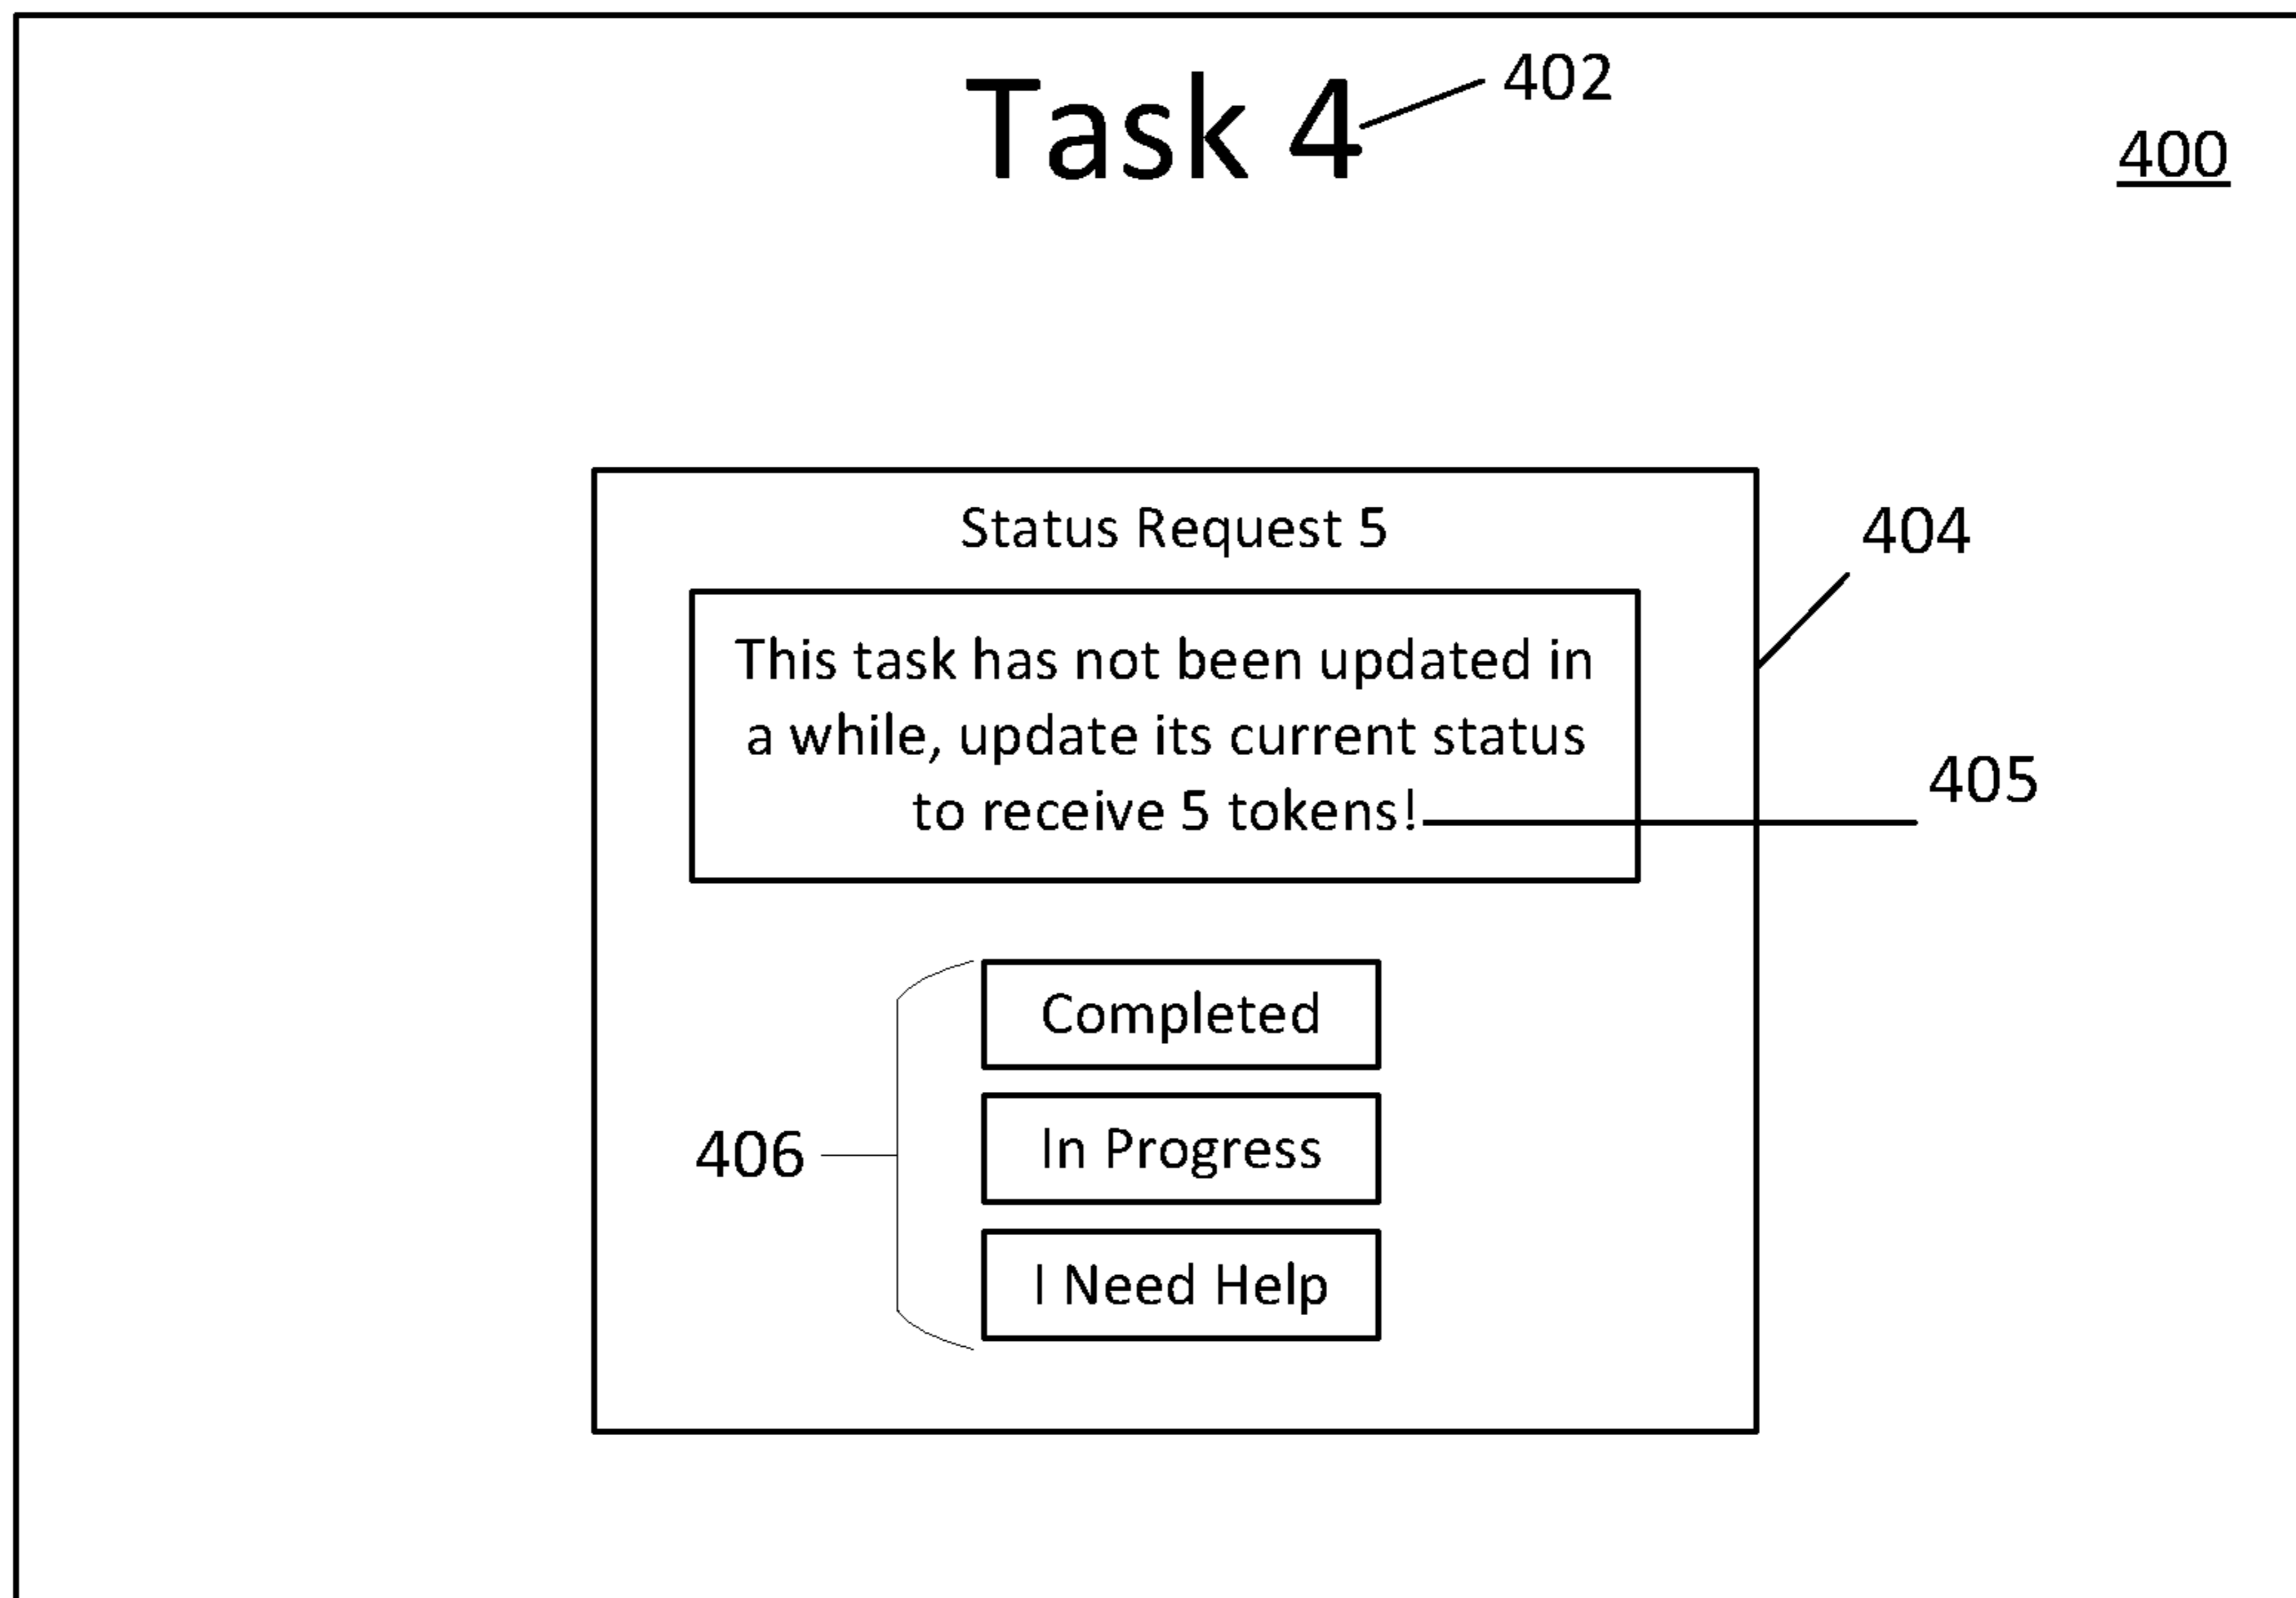 Task 4
402
400
Status Request 5
404
This task has not been updated in
a while, update its current status
to receive 5 tokens!
405
Completed
406
In Progress
I Need Help